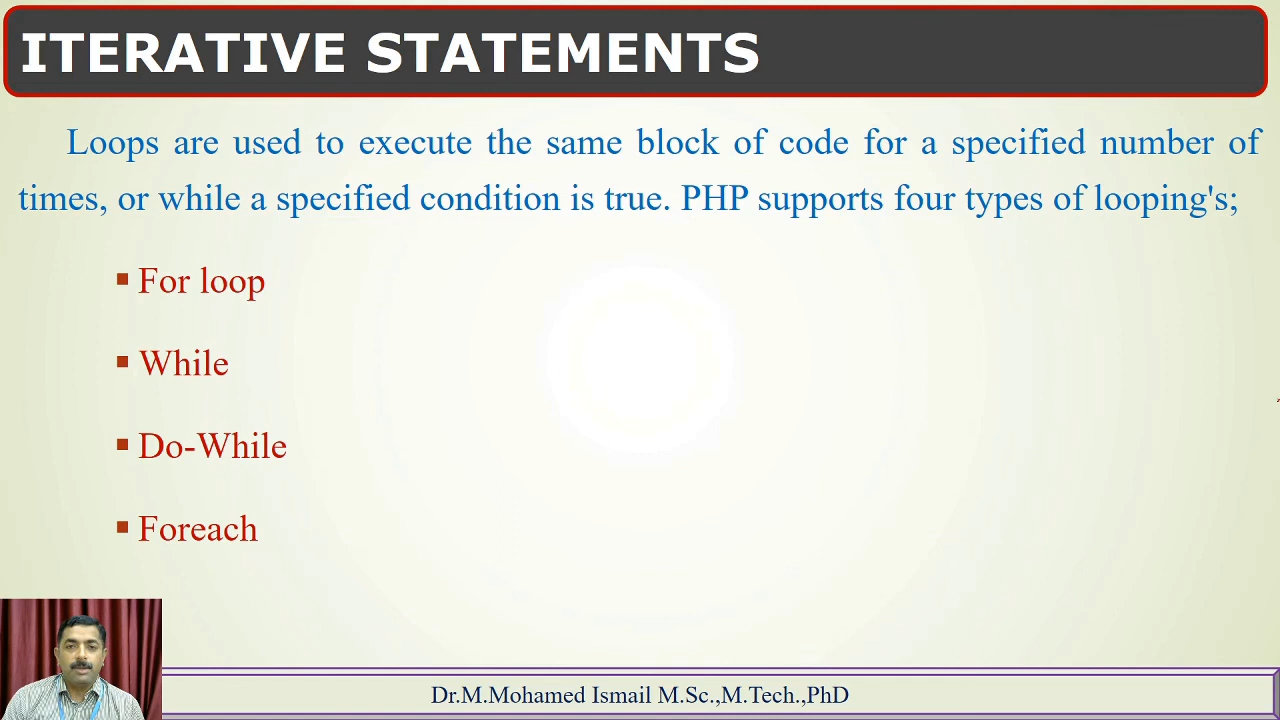 ITERATIVE STATEMENTS
Loops are used to execute the same block of code for a specified number of
times, or while a specified condition is true. PHP supports four types of looping's;
For loop
While
Do-While
Foreach
Dr.M.Mohamed Ismail M.Sc.,M.Tech.,PhD